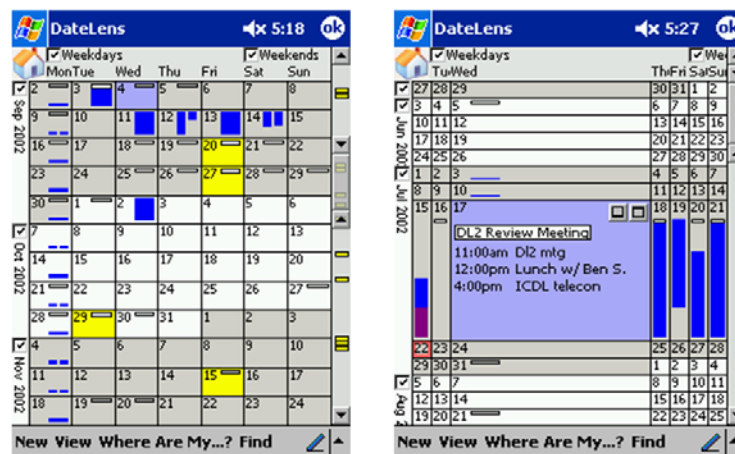 DateLens 5:18 ok
Weekdays Weekends
Mon Tue Wed Thu Fri Sat Sun
2 3 4 5 6 7 8
9 10 11 12 13 14 15
16 17 18 19 20 21 22
23 24 25 26 27 28 29
30 1 2 3 4 5 6
7 8 9 10 11 12 13
14 15 16 17 18 19 20
21 22 23 24 25 26 27
28 29 30 31 1 2 3
4 5 6 7 8 9 10
11 12 13 14 15 16 17
18 19 20 21 22 23 24
Sep 2002
Oct 2002
Nov 2002
New View Where Are My...? Find
DateLens 5:27 ok
Weekdays Wee
Tu Wed Th Fri Sat Sun
27 28 29 30 31 1 2
3 4 5 6 7 8 9
10 11 12 13 14 15 16
17 18 19 20 21 22 23
24 25 26 27 28 29 30
1 2 3 4 5 6 7
8 9 10 11 12 13 14
15 16 17 18 19 20 21
DL2 Review Meeting
11:00am Dl2 mtg
12:00pm Lunch w/ Ben S.
4:00pm ICDL telecon
22 23 24 25 26 27 28
29 30 31 1 2 3 4
5 6 7 8 9 10 11
12 13 14 15 16 17 18
19 20 21 22 23 24 25
Jun 2002
Jul 2002
Aug 2
New View Where Are My...? Find